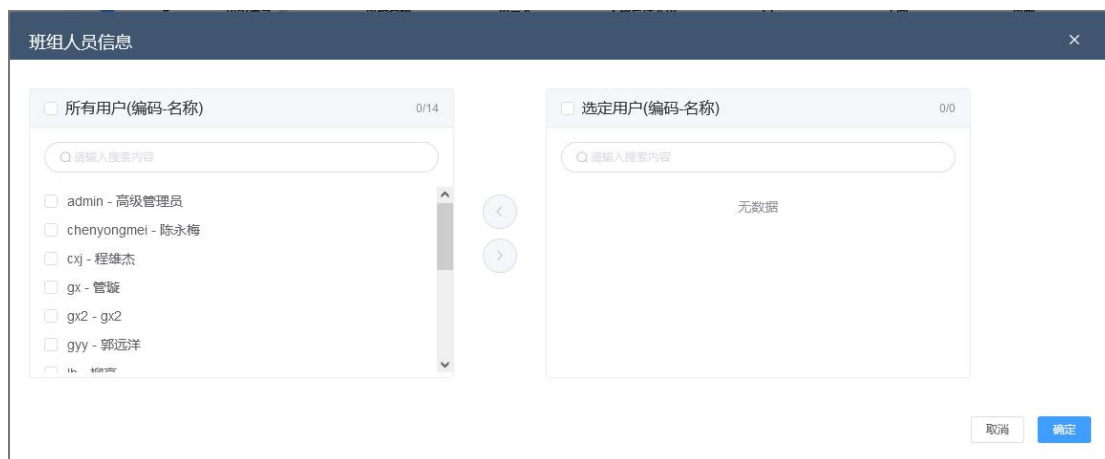 班组人员信息
所有用户(编码-名称)
0/14
请输入搜索内容
admin - 高级管理员
chenyongmei - 陈永梅
cxj - 程雄杰
gx - 管璇
gx2 - gx2
gyy - 郭远洋
选定用户(编码-名称)
0/0
请输入搜索内容
无数据
取消
确定